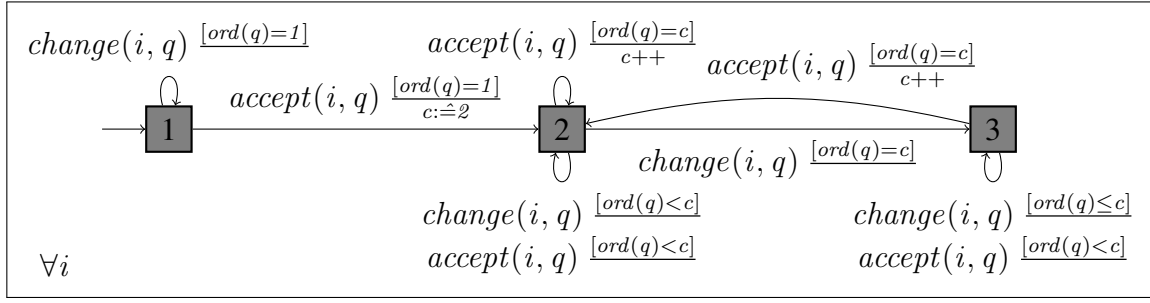 change(i, q) [ord(q)=1]
accept(i, q) [ord(q)=c]
c++
accept(i, q) [ord(q)=c]
c++
accept(i, q) [ord(q)=1]
c:=̂2
1
2
3
change(i, q) [ord(q)=c]
change(i, q) [ord(q)<c]
accept(i, q) [ord(q)<c]
change(i, q) [ord(q)≤c]
accept(i, q) [ord(q)<c]
∀i